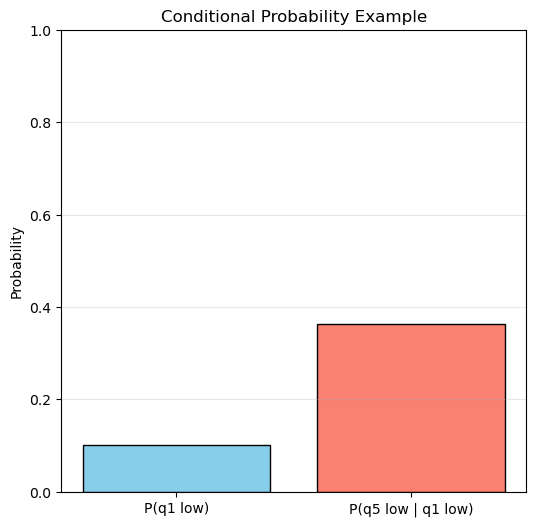 Conditional Probability Example
1.0
0.8
0.6
0.4
0.2
0.0
Probability
P(q1 low)
P(q5 low | q1 low)